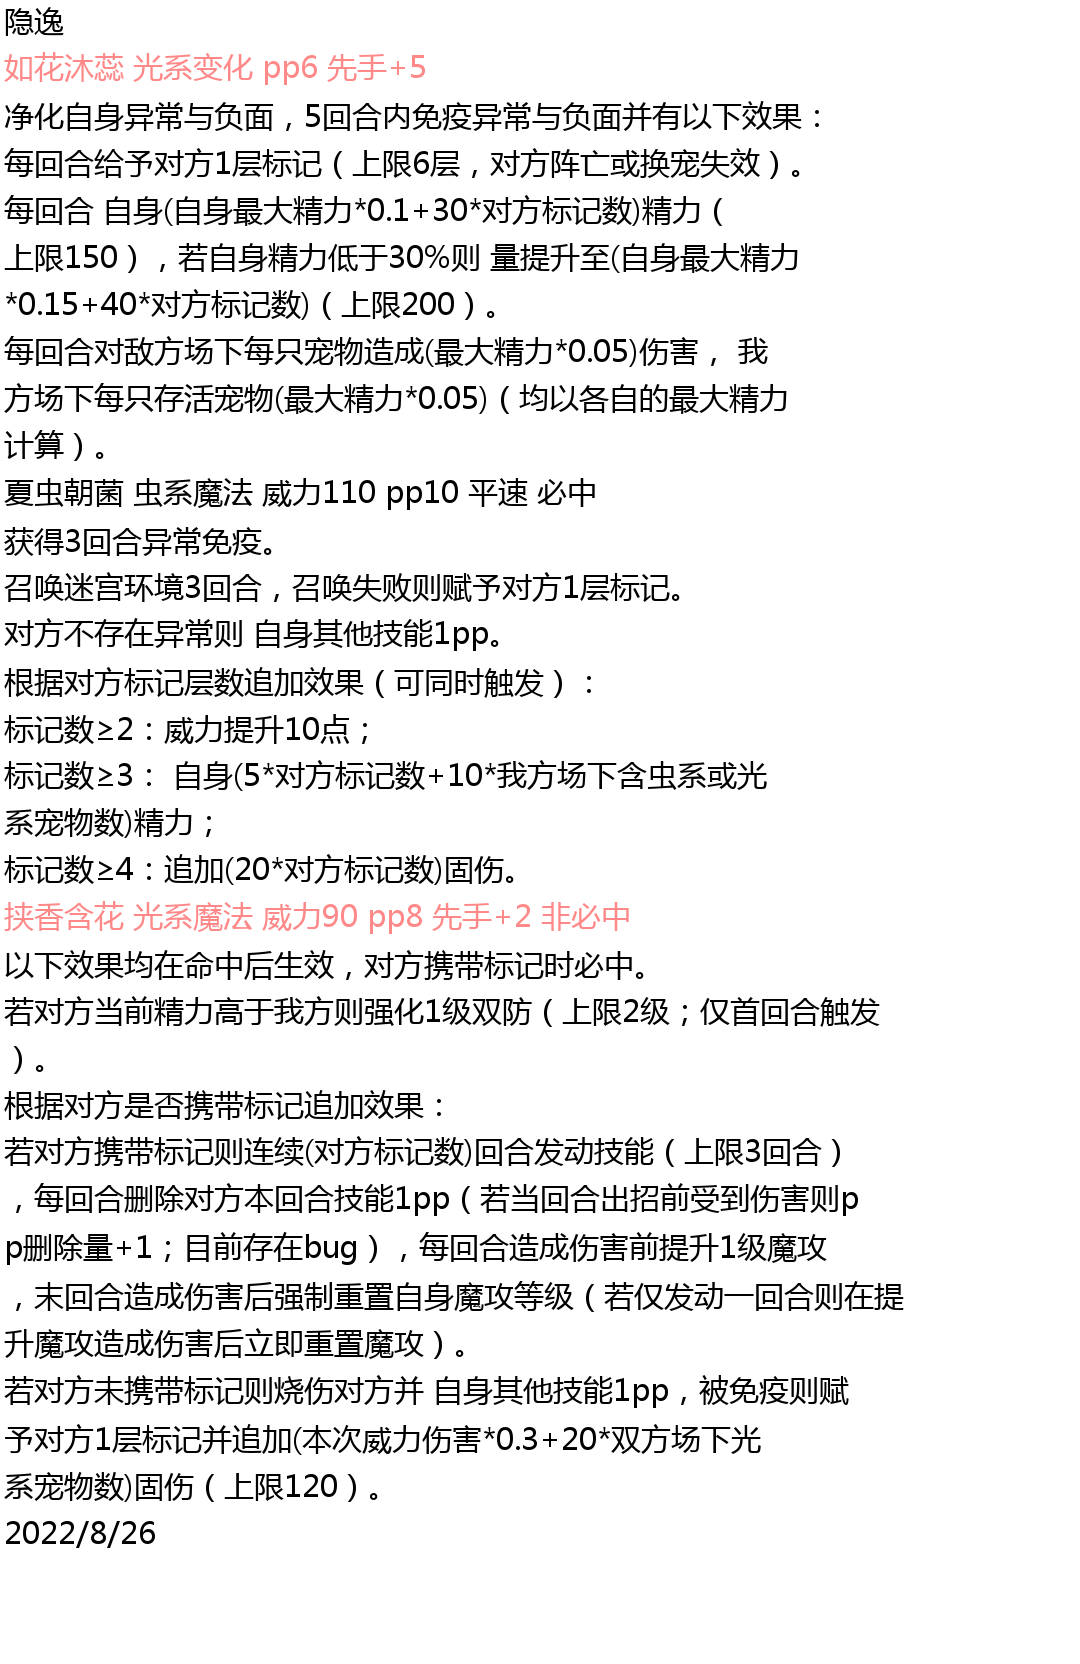 隐逸
如花沐蕊 光系变化 pp6 先手+5
净化自身异常与负面，5回合内免疫异常与负面并有以下效果：
每回合给予对方1层标记（上限6层，对方阵亡或换宠失效）。
每回合 自身(自身最大精力*0.1+30*对方标记数)精力（
上限150），若自身精力低于30%则 量提升至(自身最大精力
*0.15+40*对方标记数)（上限200）。
每回合对敌方场下每只宠物造成(最大精力*0.05)伤害， 我
方场下每只存活宠物(最大精力*0.05)（均以各自的最大精力
计算）。
夏虫朝菌 虫系魔法 威力110 pp10 平速 必中
获得3回合异常免疫。
召唤迷宫环境3回合，召唤失败则赋予对方1层标记。
对方不存在异常则 自身其他技能1pp。
根据对方标记层数追加效果（可同时触发）：
标记数≥2：威力提升10点；
标记数≥3： 自身(5*对方标记数+10*我方场下含虫系或光
系宠物数)精力；
标记数≥4：追加(20*对方标记数)固伤。
挟香含花 光系魔法 威力90 pp8 先手+2 非必中
以下效果均在命中后生效，对方携带标记时必中。
若对方当前精力高于我方则强化1级双防（上限2级；仅首回合触发
）。
根据对方是否携带标记追加效果：
若对方携带标记则连续(对方标记数)回合发动技能（上限3回合）
，每回合删除对方本回合技能1pp（若当回合出招前受到伤害则p
p删除量+1；目前存在bug），每回合造成伤害前提升1级魔攻
，末回合造成伤害后强制重置自身魔攻等级（若仅发动一回合则在提
升魔攻造成伤害后立即重置魔攻）。
若对方未携带标记则烧伤对方并 自身其他技能1pp，被免疫则赋
予对方1层标记并追加(本次威力伤害*0.3+20*双方场下光
系宠物数)固伤（上限120）。
2022/8/26